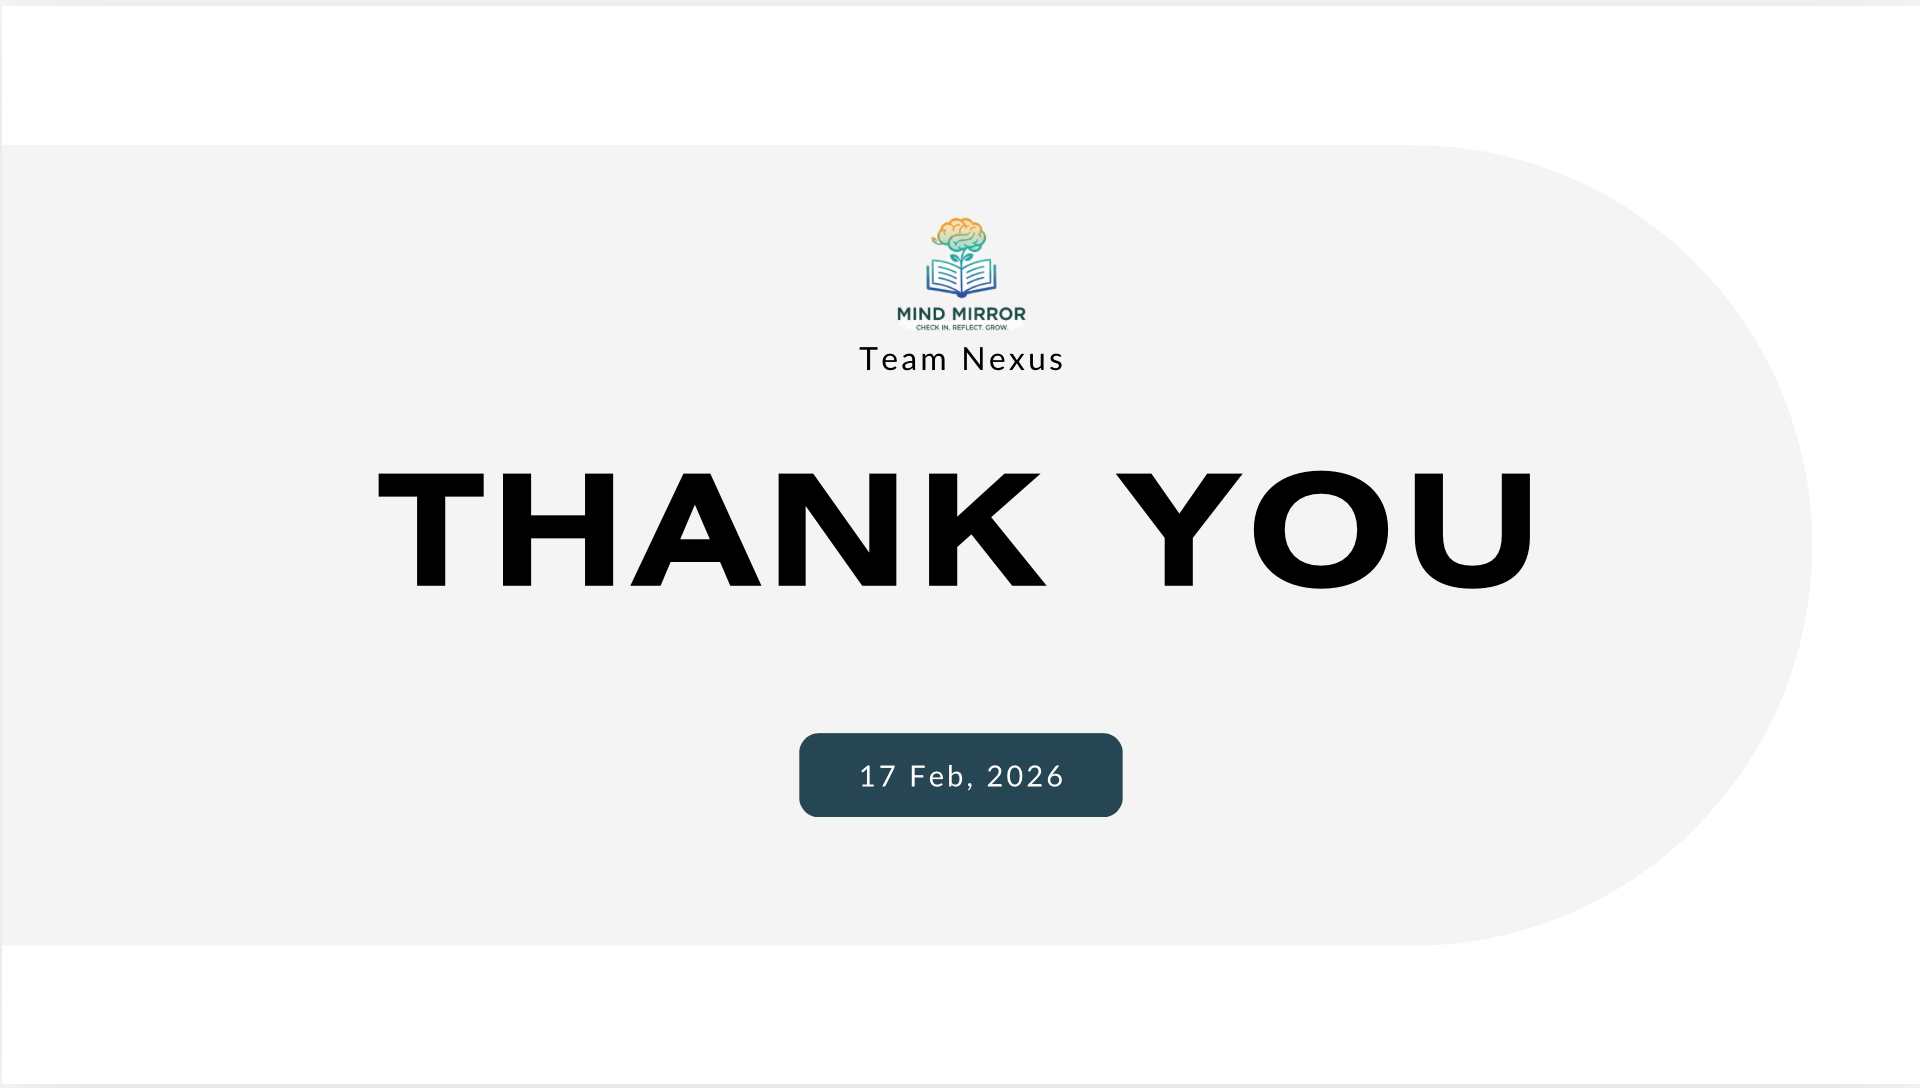 MIND MIRROR
CHECK IN. REFLECT. GROW.
Team Nexus
THANK YOU
17 Feb, 2026